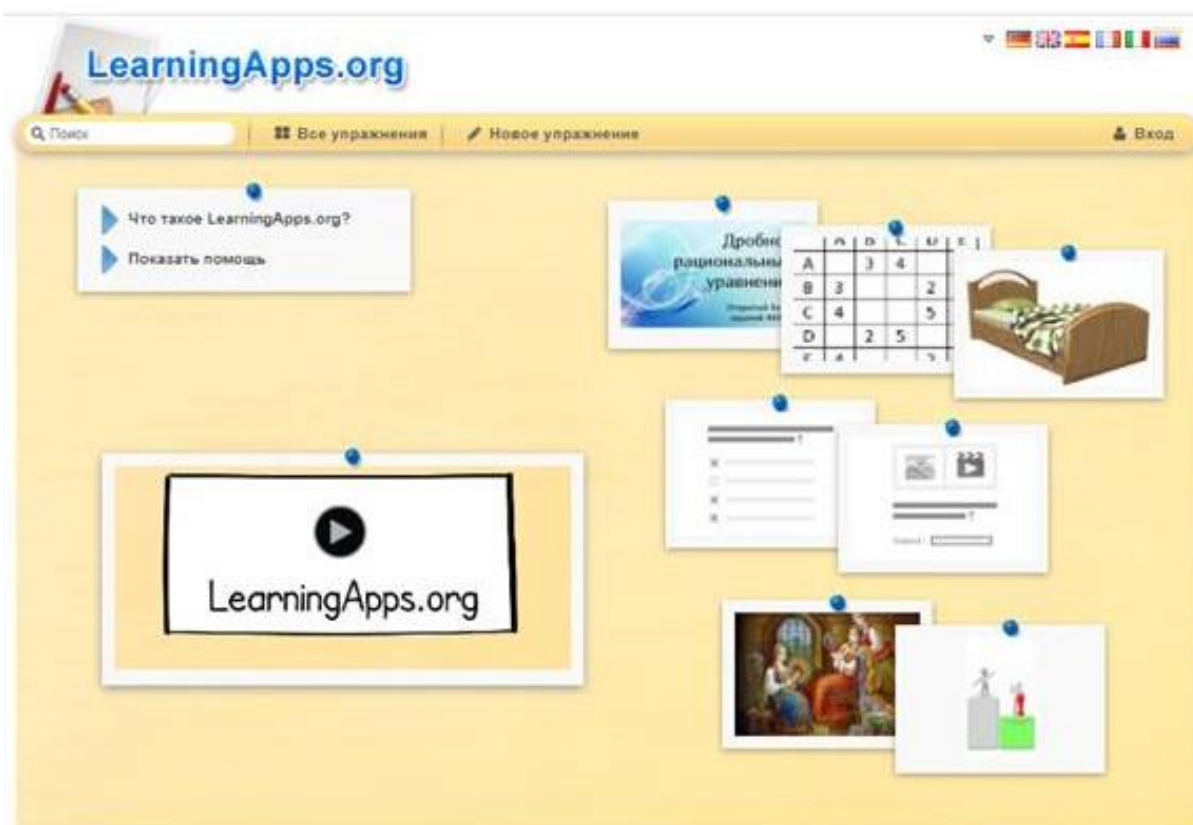 LearningApps.org
Поиск
Все упражнения
Новое упражнение
Вход
Что такое LearningApps.org?
Показать помощь
Дробно
рациональны
уравнени
A 3 4
B 3 2
C 4 5
D 2 5
LearningApps.org
?
?